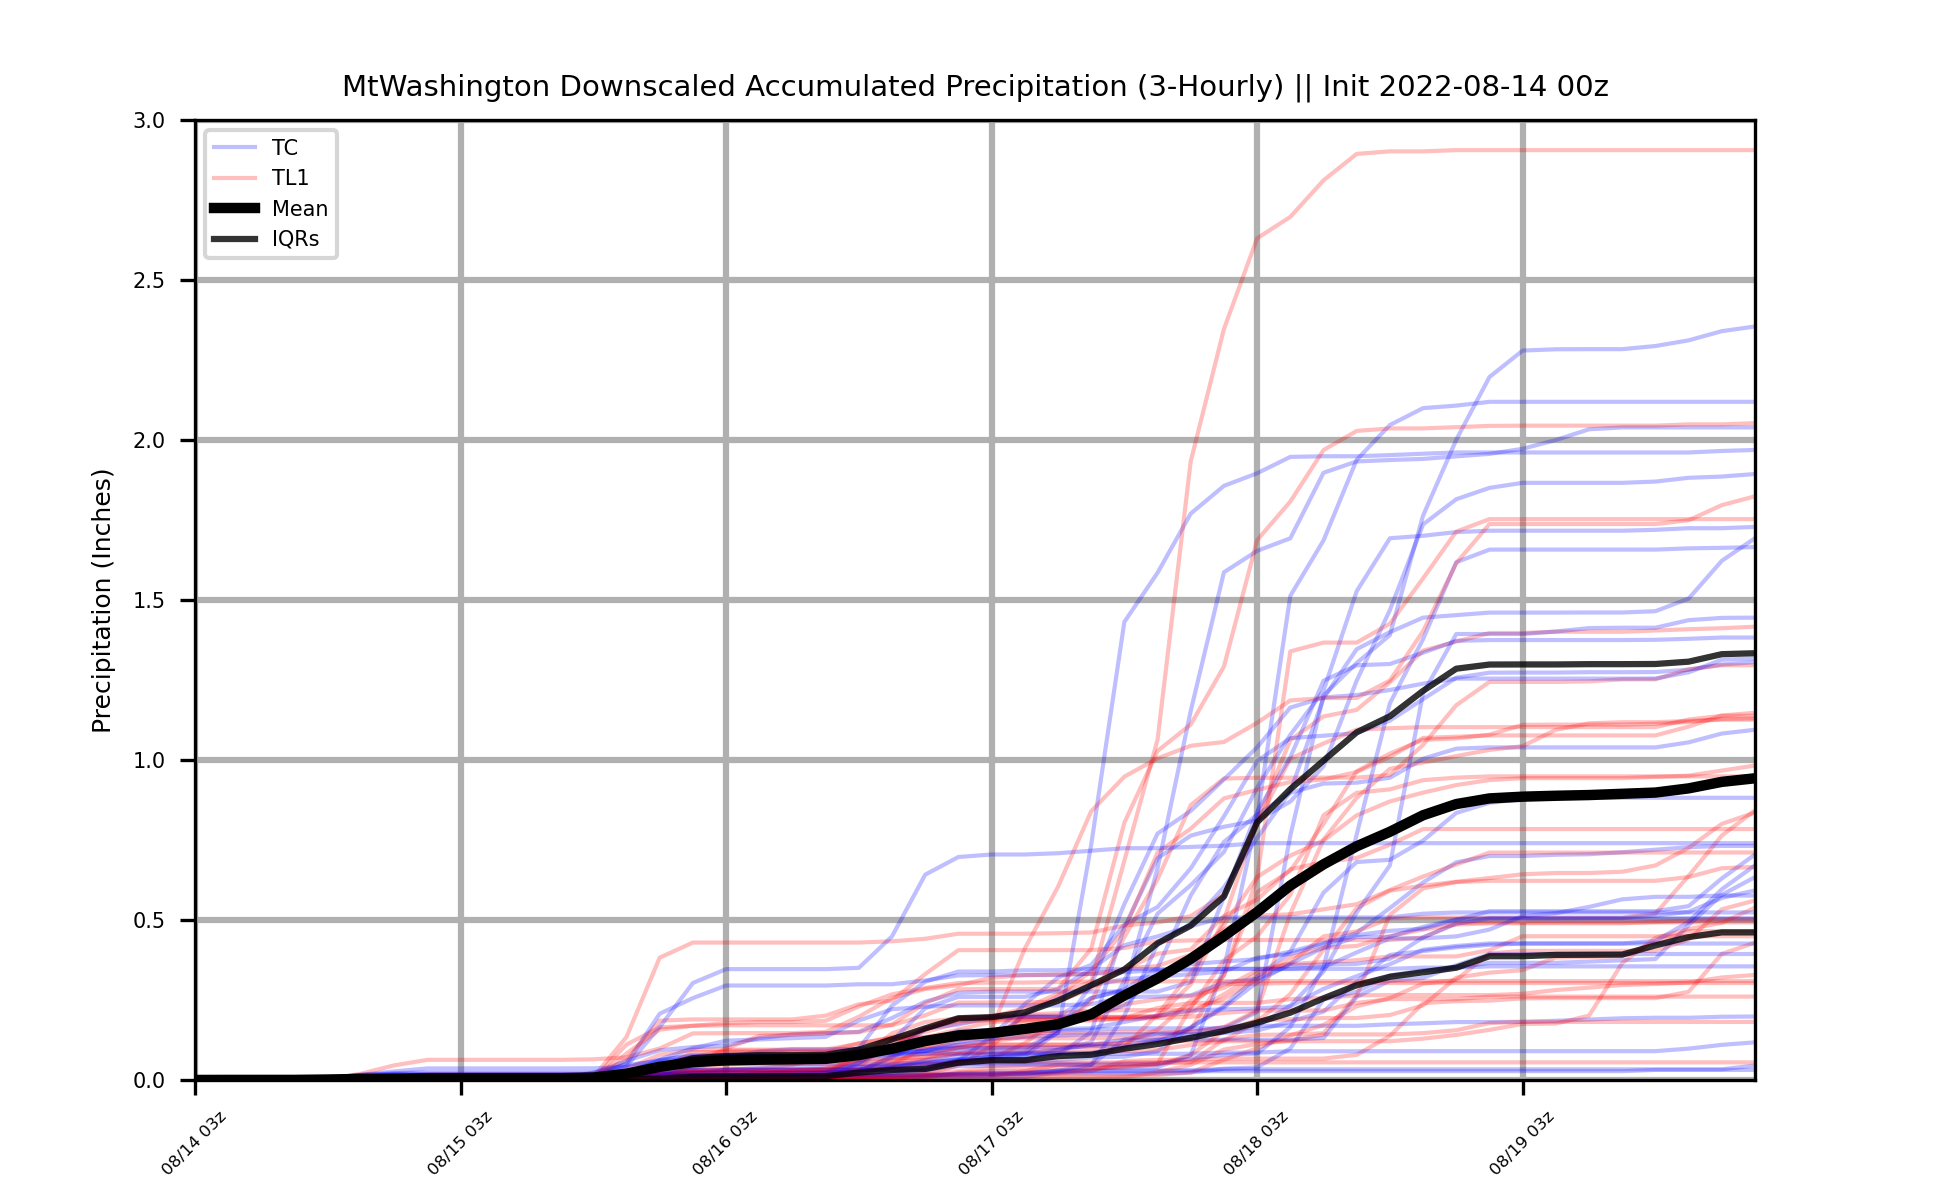 MtWashington Downscaled Accumulated Precipitation (3-Hourly) || Init 2022-08-14 00z
3.0
2.5
2.0
1.5
1.0
0.5
0.0
Precipitation (Inches)
TC
TL1
Mean
IQRs
08/14 03z
08/15 03z
08/16 03z
08/17 03z
08/18 03z
08/19 03z